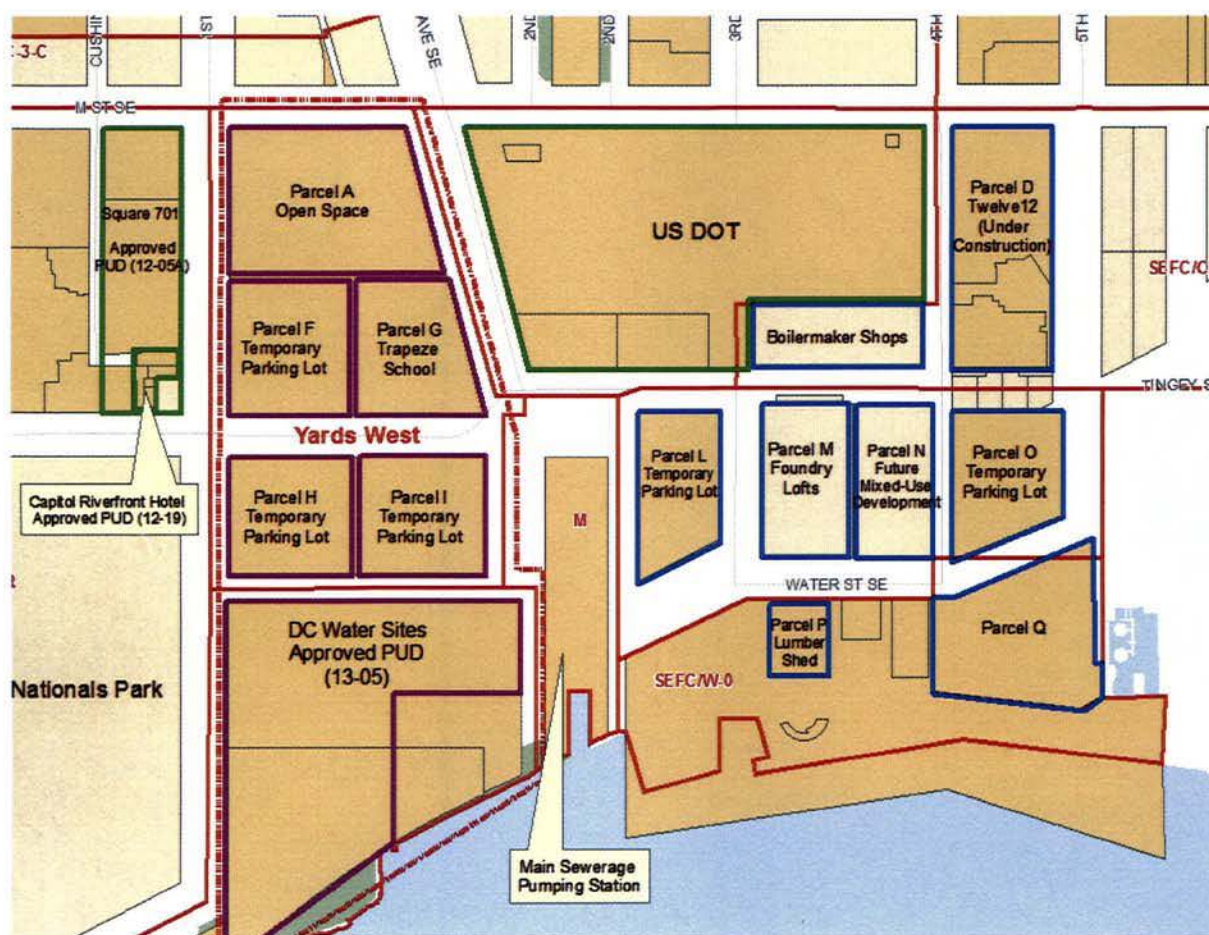 CUSHIN
1ST
AVE SE
2ND
2ND
3RD
4TH
5TH
-3-C
M ST SE
Parcel A
Open Space
Square 701
Approved
PUD (12-05A)
US DOT
Parcel D
Twelve12
(Under
Construction)
SEFC/C
Parcel F
Temporary
Parking Lot
Parcel G
Trapeze
School
Boilermaker Shops
TINGEY S
Yards West
Capitol Riverfront Hotel
Approved PUD (12-19)
Parcel H
Temporary
Parking Lot
Parcel I
Temporary
Parking Lot
M
Parcel L
Temporary
Parking Lot
Parcel M
Foundry
Lofts
Parcel N
Future
Mixed-Use
Development
Parcel O
Temporary
Parking Lot
WATER ST SE
DC Water Sites
Approved PUD
(13-05)
Parcel P
Lumber
Shed
Parcel Q
SEFC/W-0
Nationals Park
Main Sewerage
Pumping Station